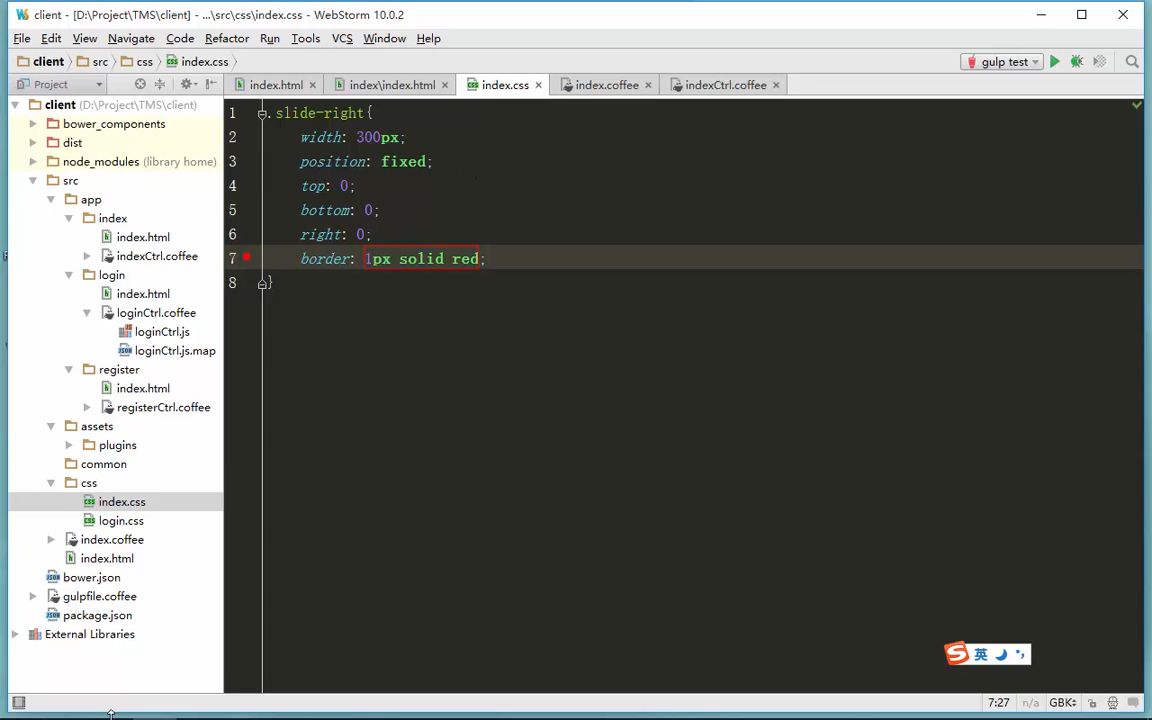 client - [D:\Project\TMS\client] - ...\src\css\index.css - WebStorm 10.0.2
File Edit View Navigate Code Refactor Run Tools VCS Window Help
client src css index.css gulp test
Project index.html index\index.html index.css index.coffee indexCtrl.coffee
client (D:\Project\TMS\client)
bower_components
dist
node_modules (library home)
src
app
index
index.html
indexCtrl.coffee
login
index.html
loginCtrl.coffee
loginCtrl.js
loginCtrl.js.map
register
index.html
registerCtrl.coffee
assets
plugins
common
css
index.css
login.css
index.coffee
index.html
bower.json
gulpfile.coffee
package.json
External Libraries
1 .slide-right{
2 width: 300px;
3 position: fixed;
4 top: 0;
5 bottom: 0;
6 right: 0;
7 border: 1px solid red;
8 }
S 英
7:27 n/a GBK